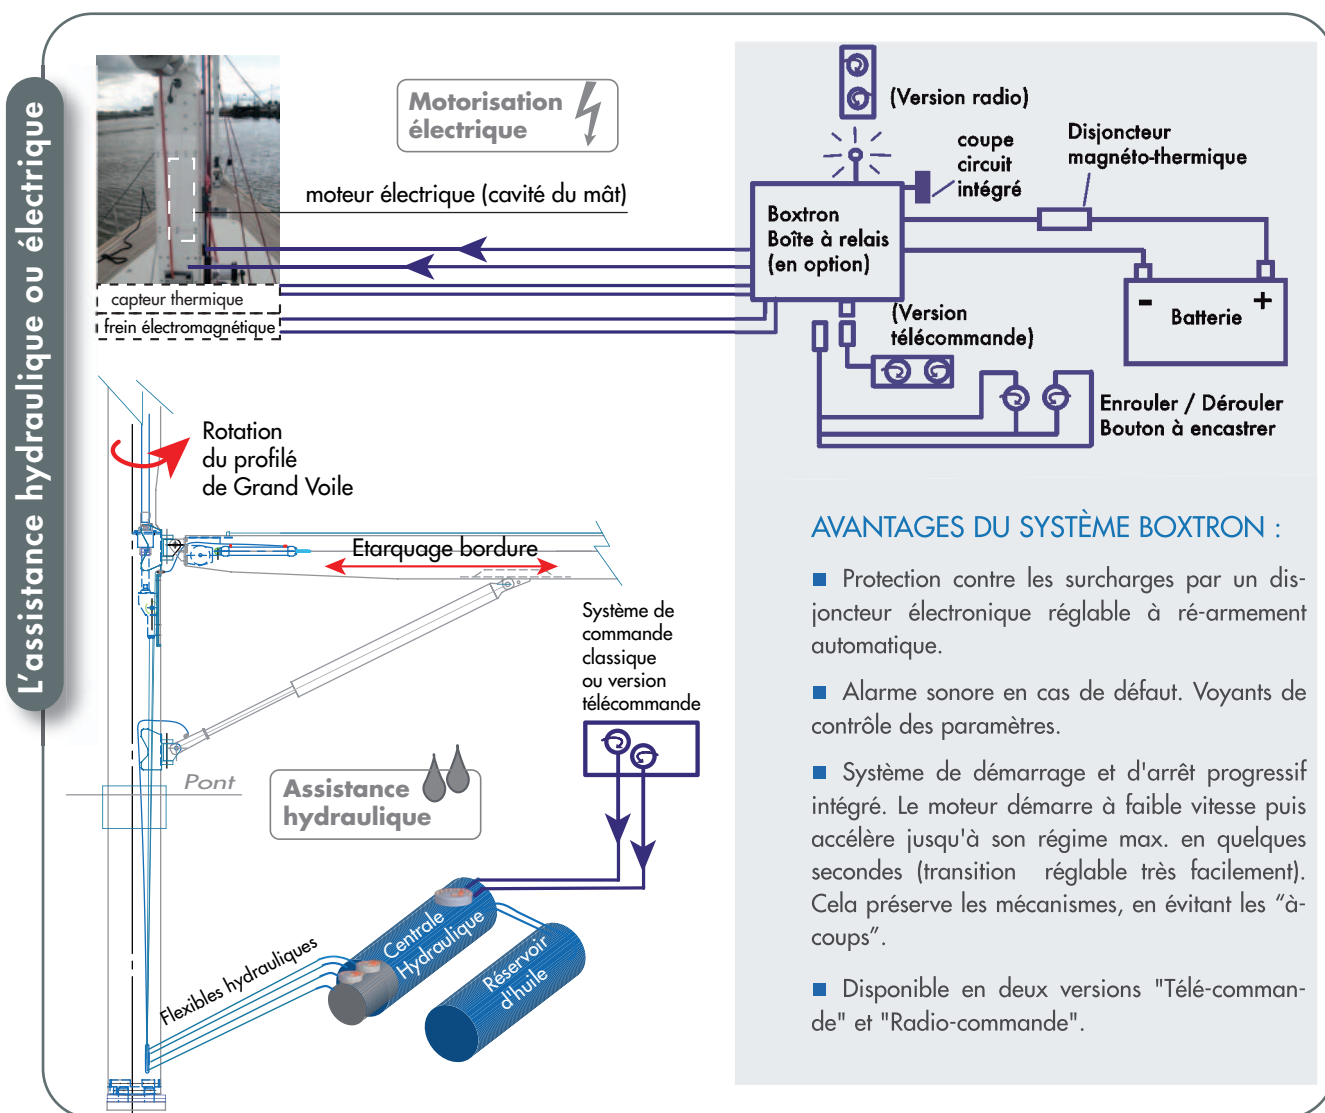 L'assistance hydraulique ou électrique
Motorisation
électrique
moteur électrique (cavité du mât)
capteur thermique
frein électromagnétique
(Version radio)
coupe
circuit
intégré
Disjoncteur
magnéto-thermique
Boxtron
Boîte à relais
(en option)
- +
Batterie
(Version
télécommande)
Enrouler / Dérouler
Bouton à encastrer
Rotation
du profilé
de Grand Voile
Etarquage bordure
Système de
commande
classique
ou version
télécommande
Pont
Assistance
hydraulique
Centrale
Hydraulique
Réservoir
d'huile
Flexibles hydrauliques
AVANTAGES DU SYSTÈME BOXTRON :
■ Protection contre les surcharges par un dis-
joncteur électronique réglable à ré-armement
automatique.
■ Alarme sonore en cas de défaut. Voyants de
contrôle des paramètres.
■ Système de démarrage et d'arrêt progressif
intégré. Le moteur démarre à faible vitesse puis
accélère jusqu'à son régime max. en quelques
secondes (transition réglable très facilement).
Cela préserve les mécanismes, en évitant les “à-
coups”.
■ Disponible en deux versions "Télé-comman-
de" et "Radio-commande".